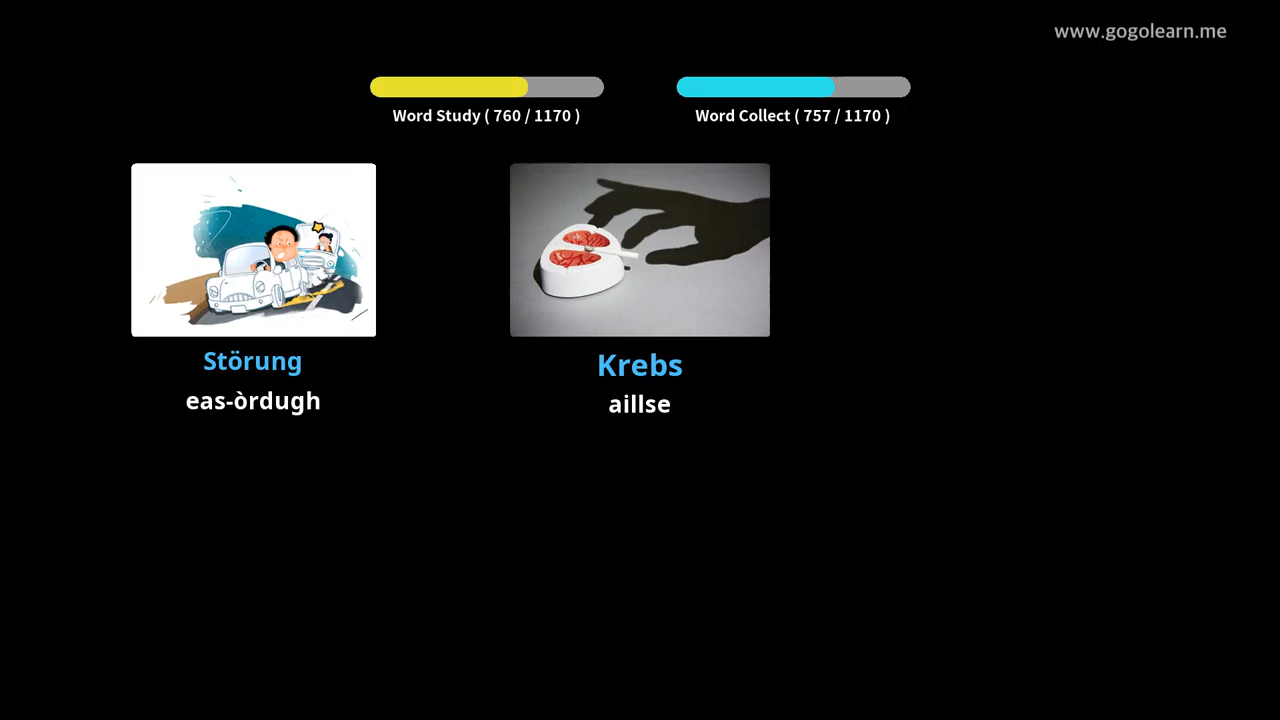 www.gogolearn.me
Word Study ( 760 / 1170 )
Word Collect ( 757 / 1170 )
Störung
eas-òrdugh
Krebs
aillse